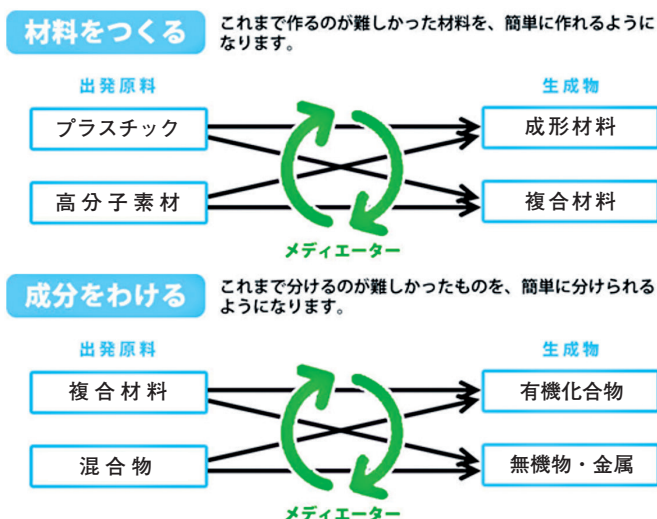 材料をつくる
これまで作るのが難しかった材料を、簡単に作れるように
なります。
出発原料
生成物
プラスチック
成形材料
高分子素材
複合材料
メディエーター
成分をわける
これまで分けるのが難しかったものを、簡単に分けられる
ようになります。
出発原料
生成物
複合材料
有機化合物
混合物
無機物・金属
メディエーター